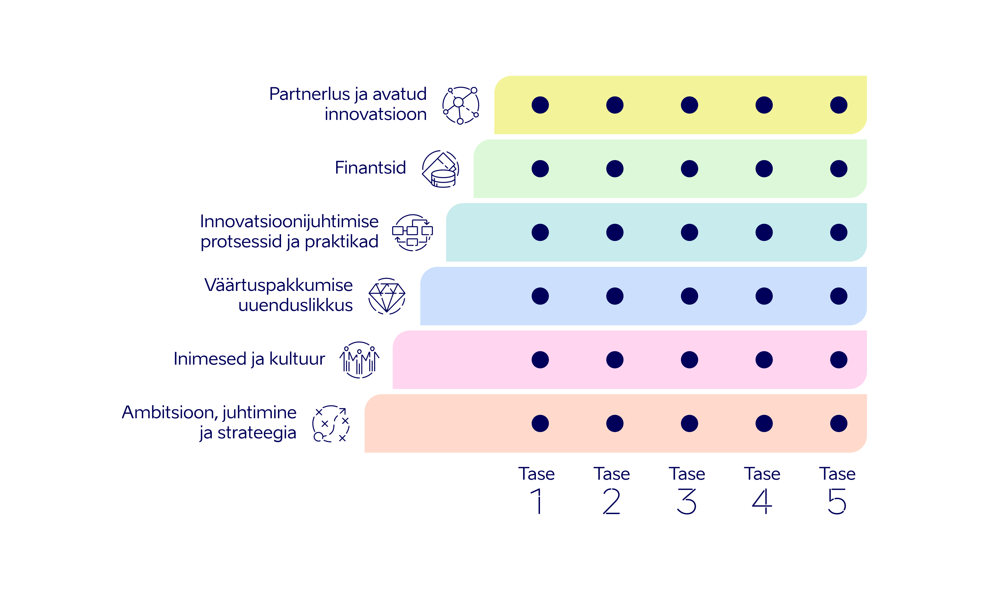 Partnerlus ja avatud
innovatsioon
Finantsid
Innovatsioonijuhtimise
protsessid ja praktikad
Väärtuspakkumise
uuenduslikkus
Inimesed ja kultuur
Ambitsioon, juhtimine
ja strateegia
Tase Tase Tase Tase Tase
1 2 3 4 5